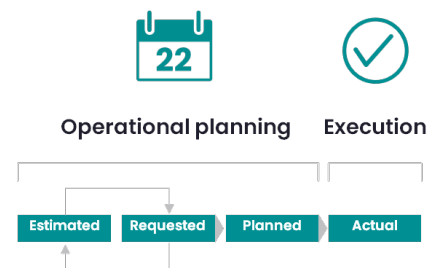 22
Operational planning
Execution
Estimated
Requested
Planned
Actual